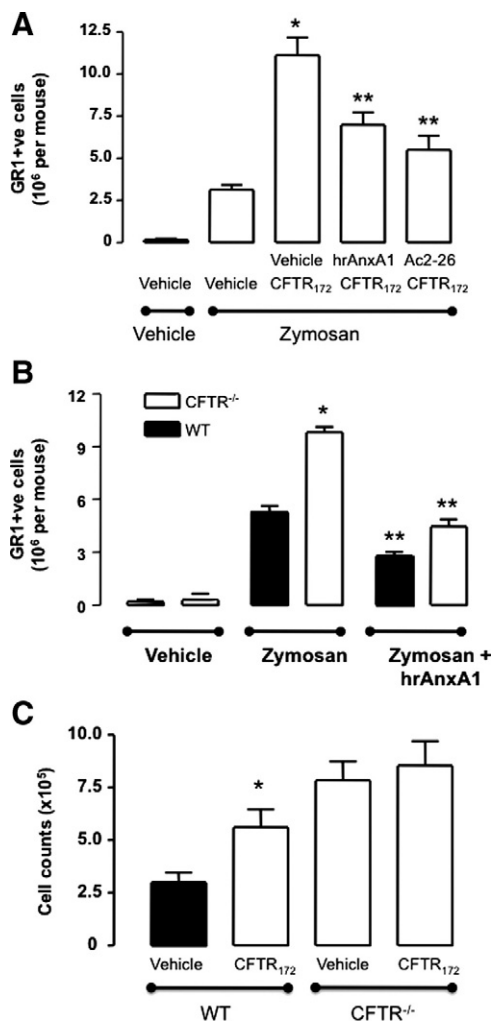 A
GR1+ve cells
(10⁶ per mouse)
12.5
10.0
7.5
5.0
2.5
0
*
**
**
Vehicle hrAnxA1 Ac2-26
Vehicle Vehicle CFTR₁₇₂ CFTR₁₇₂ CFTR₁₇₂
Vehicle Zymosan
B
GR1+ve cells
(10⁶ per mouse)
12
9
6
3
0
CFTR⁻/⁻
WT
*
**
**
Vehicle Zymosan Zymosan +
hrAnxA1
C
Cell counts (x10⁵)
10.0
7.5
5.0
2.5
0
*
Vehicle CFTR₁₇₂ Vehicle CFTR₁₇₂
WT CFTR⁻/⁻